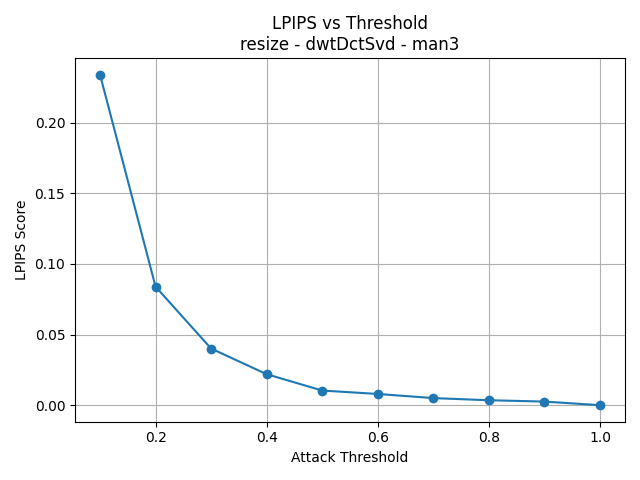 LPIPS vs Threshold
resize - dwtDctSvd - man3
LPIPS Score
0.20
0.15
0.10
0.05
0.00
0.2 0.4 0.6 0.8 1.0
Attack Threshold